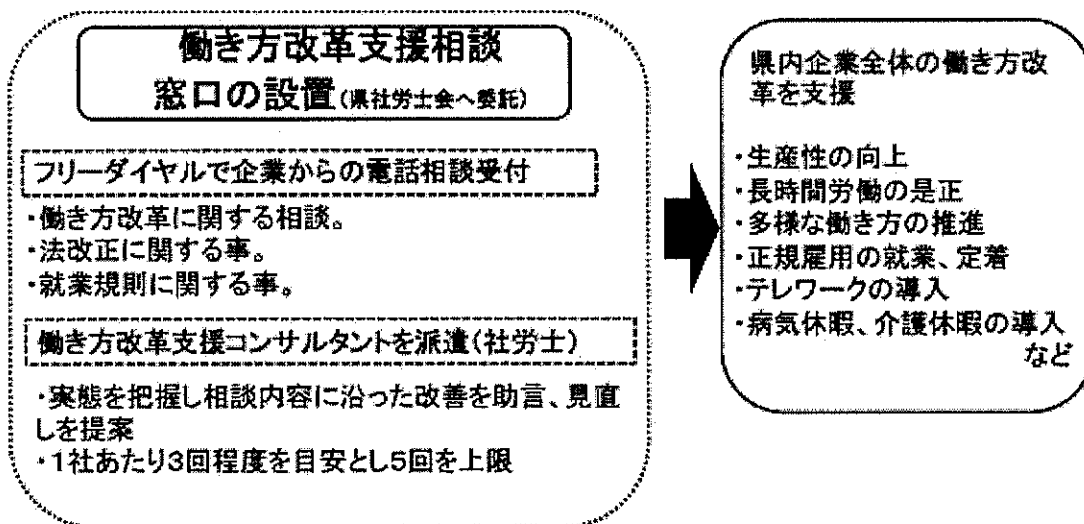 働き方改革支援相談
窓口の設置(県社労士会へ委託)
フリーダイヤルで企業からの電話相談受付
・働き方改革に関する相談。
・法改正に関する事。
・就業規則に関する事。
働き方改革支援コンサルタントを派遣(社労士)
・実態を把握し相談内容に沿った改善を助言、見直
しを提案
・1社あたり3回程度を目安とし5回を上限
県内企業全体の働き方改
革を支援
・生産性の向上
・長時間労働の是正
・多様な働き方の推進
・正規雇用の就業、定着
・テレワークの導入
・病気休暇、介護休暇の導入
など